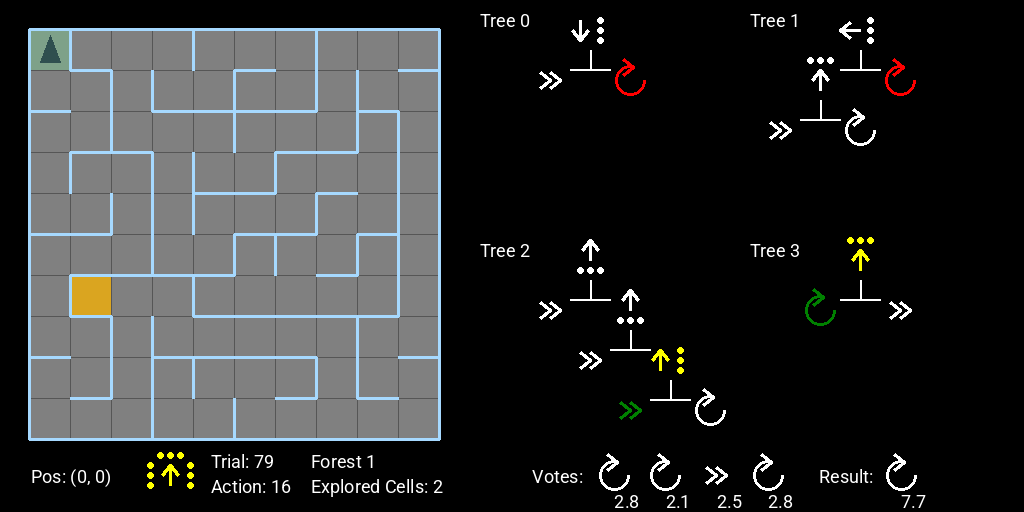 Tree 0
Tree 1
Tree 2
Tree 3
Pos: (0, 0)
Trial: 79
Forest 1
Action: 16
Explored Cells: 2
Votes:
2.8
2.1
2.5
2.8
Result:
7.7